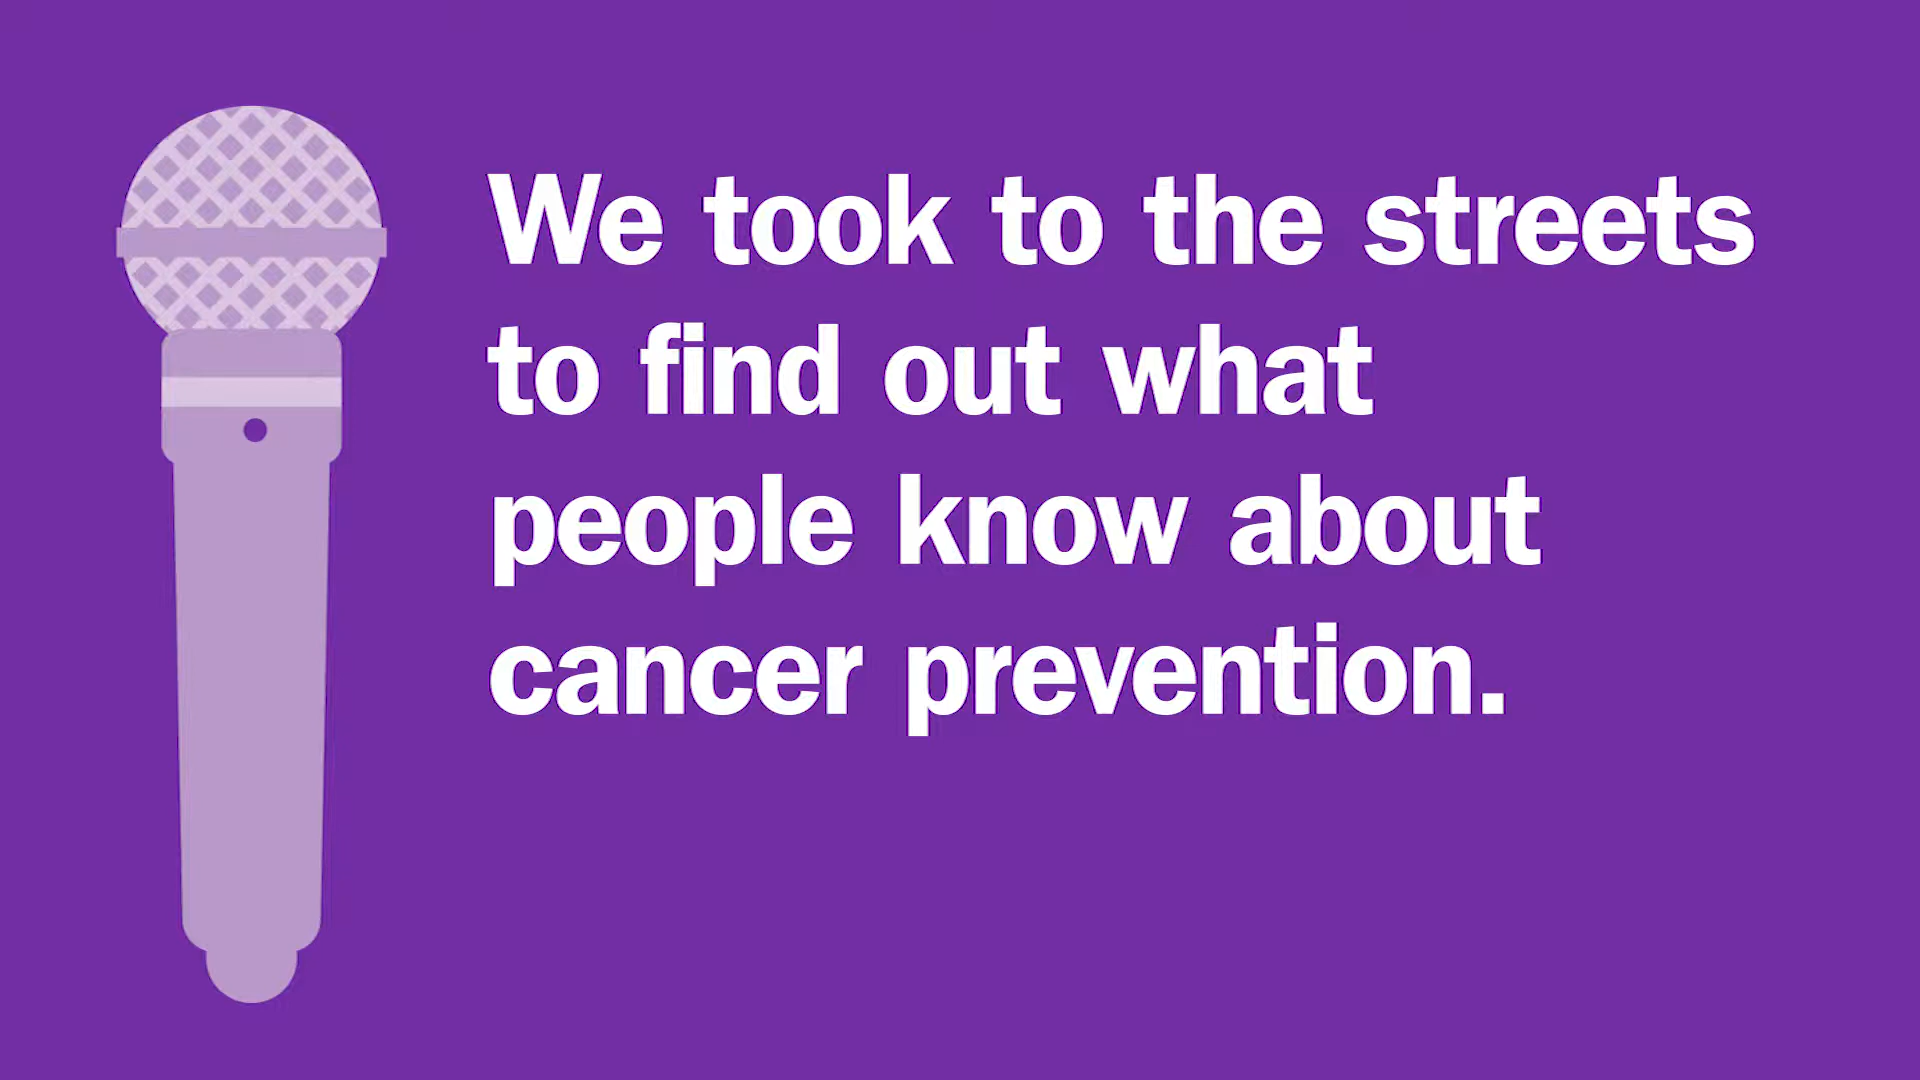 We took to the streets
to find out what
people know about
cancer prevention.